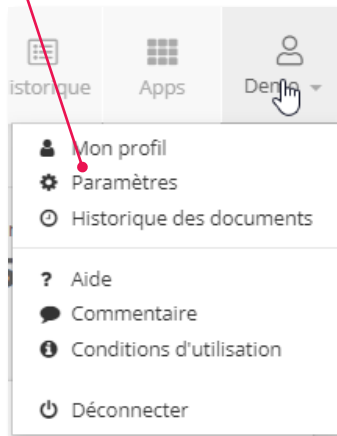 istorique Apps Demo
Mon profil
Paramètres
Historique des documents
? Aide
Commentaire
Conditions d'utilisation
Déconnecter